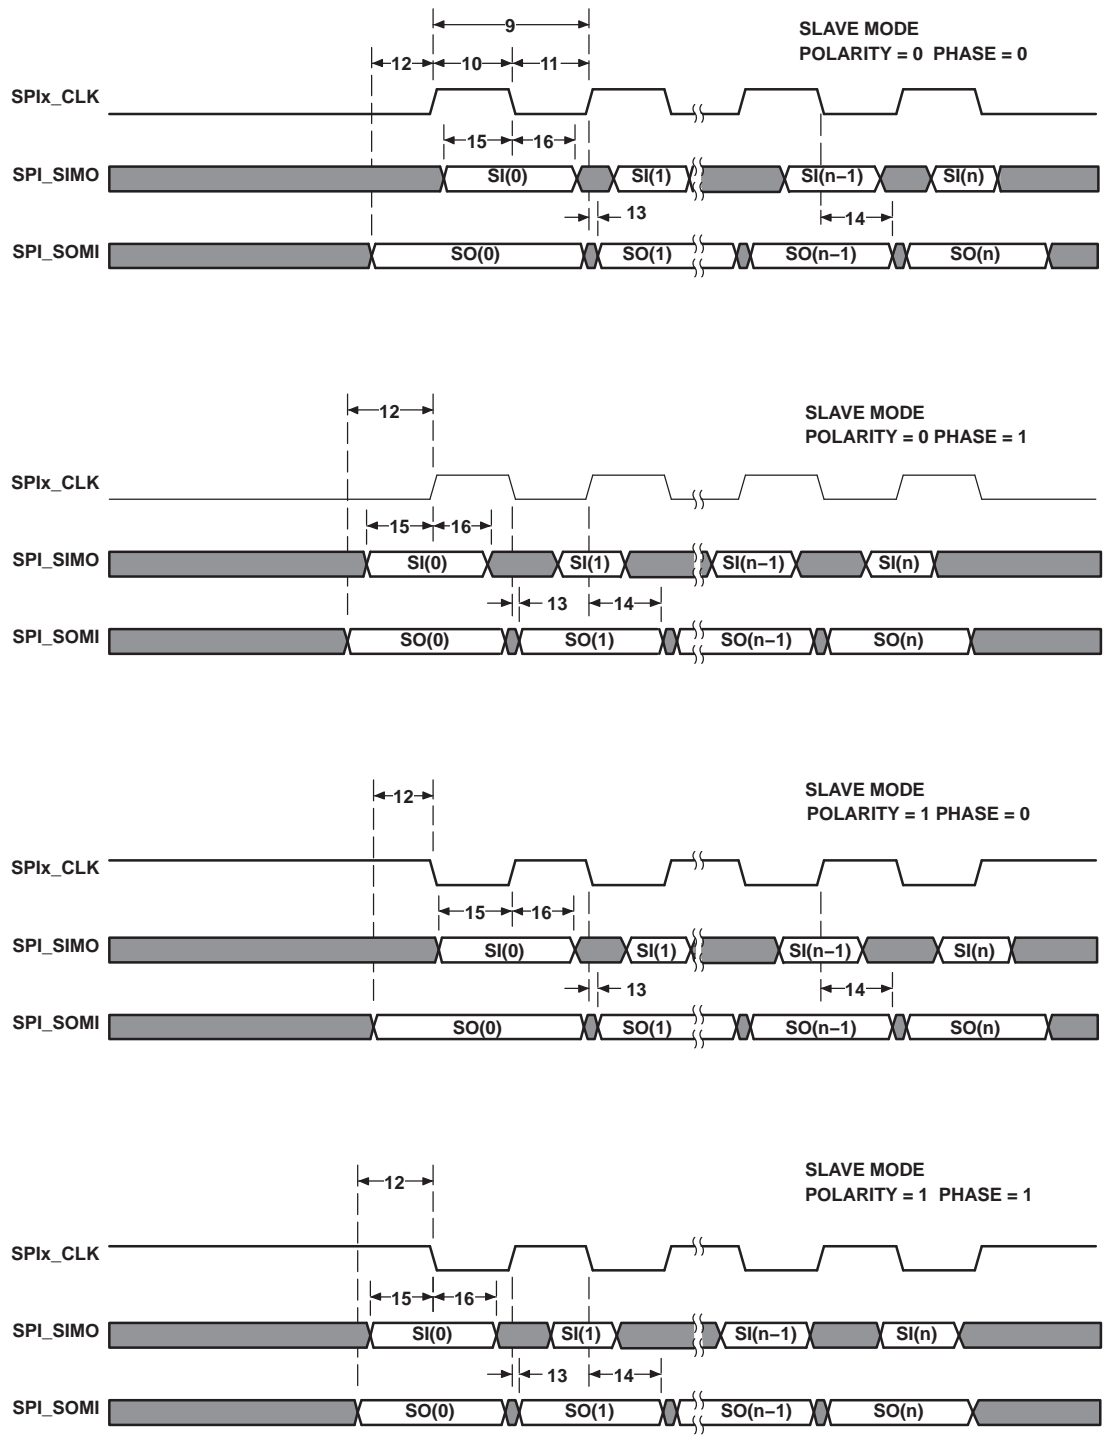 9
SLAVE MODE
POLARITY = 0 PHASE = 0
12 10 11
SPIx_CLK
15 16
SPI_SIMO SI(0) SI(1) SI(n−1) SI(n)
13 14
SPI_SOMI SO(0) SO(1) SO(n−1) SO(n)
12
SLAVE MODE
POLARITY = 0 PHASE = 1
SPIx_CLK
15 16
SPI_SIMO SI(0) SI(1) SI(n−1) SI(n)
13 14
SPI_SOMI SO(0) SO(1) SO(n−1) SO(n)
12
SLAVE MODE
POLARITY = 1 PHASE = 0
SPIx_CLK
15 16
SPI_SIMO SI(0) SI(1) SI(n−1) SI(n)
13 14
SPI_SOMI SO(0) SO(1) SO(n−1) SO(n)
12
SLAVE MODE
POLARITY = 1 PHASE = 1
SPIx_CLK
15 16
SPI_SIMO SI(0) SI(1) SI(n−1) SI(n)
13 14
SPI_SOMI SO(0) SO(1) SO(n−1) SO(n)